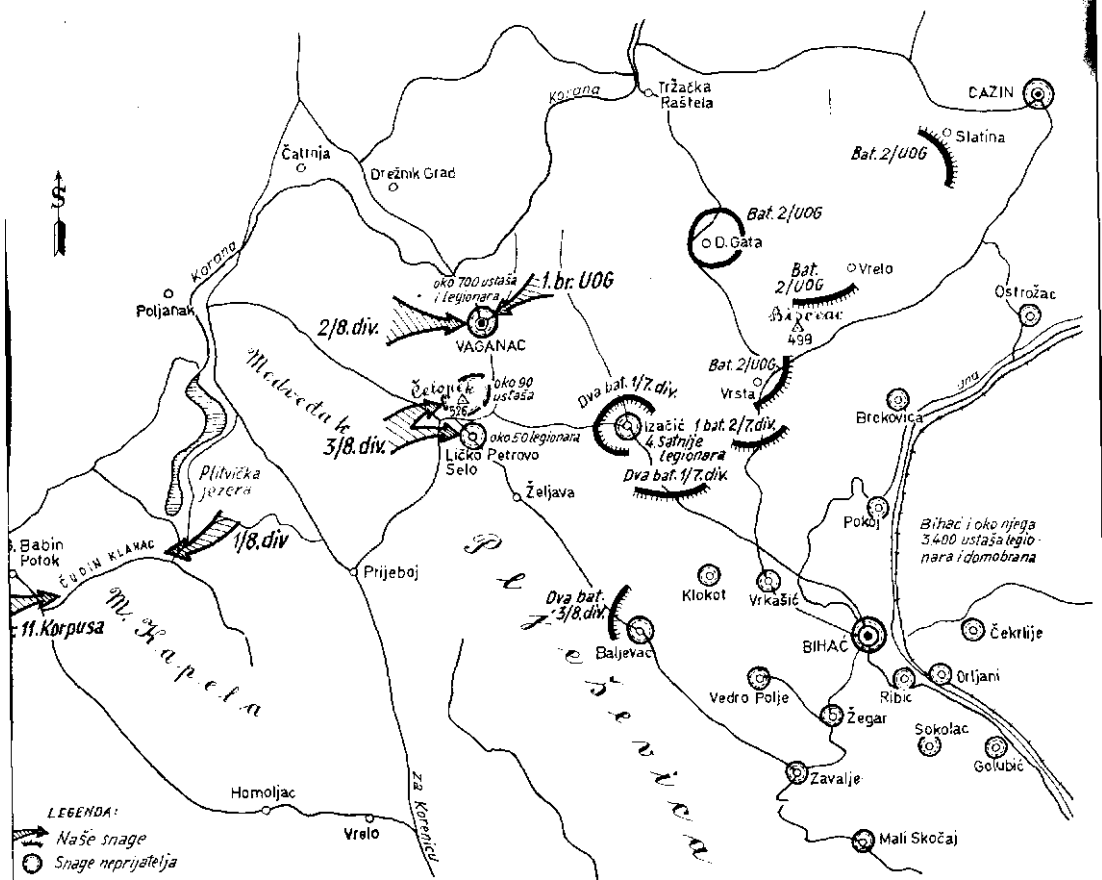 Tržačka
Raštela
CAZIN
Korana
Slatina
Bat. 2/UOG
Čatrnja
Drežnik Grad
S
Bat. 2/UOG
D. Gata
Korana
Bat.
2/UOG
Vrelo
oko 700 ustaša
i legionara
1. br. UOG
Ostrožac
Poljanak
2/8. div.
VAGANAC
499
Una
Medveđak
Bat. 2/UOG
Vrsta
oko 90
ustaša
Dva bat. 1/7. div.
Brekovica
526
3/8. div.
oko 50 legionara
Ličko Petrovo
Selo
Izačić
1 bat. 2/7. div.
4. satnije
legionara
Dva bat. 1/7. div.
Plitvička
jezera
Željava
Pokoj
Bihać i oko njega
3.400 ustaša legio-
nara i domobrana
1/8. div
Babin
Potok
ČUDIN KLANAC
Prijeboj
Klokot
Vrkašić
11. Korpusa
M. Kapela
Plješevica
Dva bat.
3/8. div.
Baljevac
BIHAĆ
Čekrlije
Vedro Polje
Ribić
Orljani
Žegar
Sokolac
Golubić
Zavalje
Homoljac
Vrelo
za Korenicu
Mali Skočaj
LEGENDA:
Naše snage
Snage neprijatelja